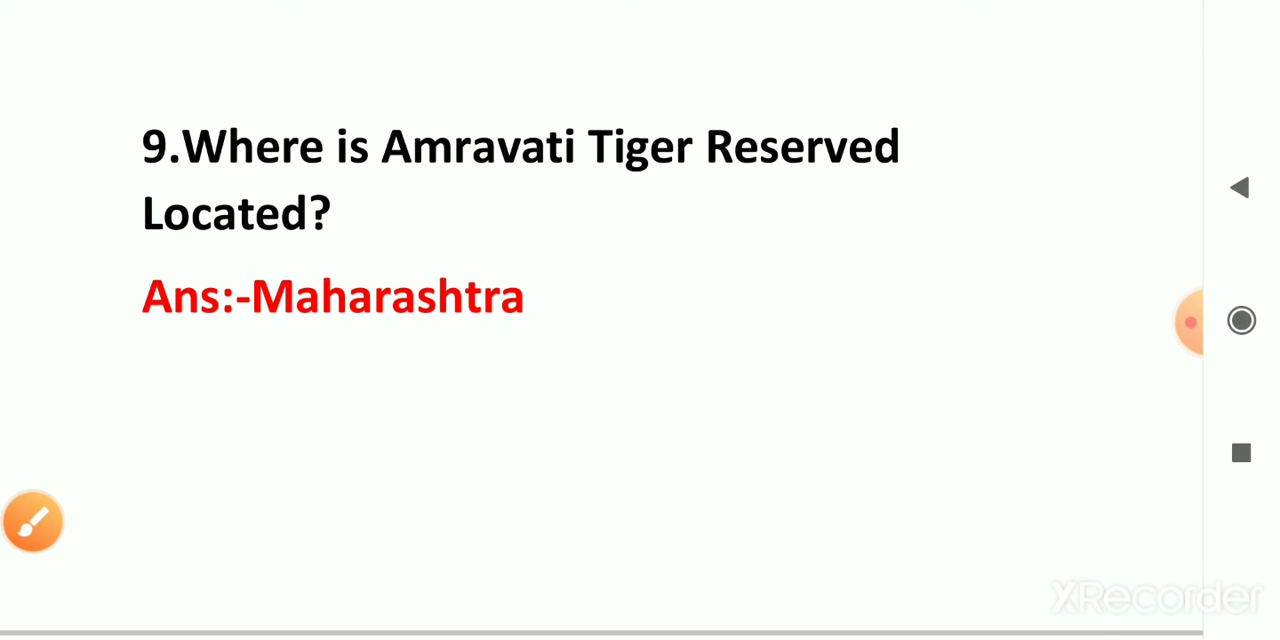 9.Where is Amravati Tiger Reserved
Located?
Ans:-Maharashtra
XRecorder